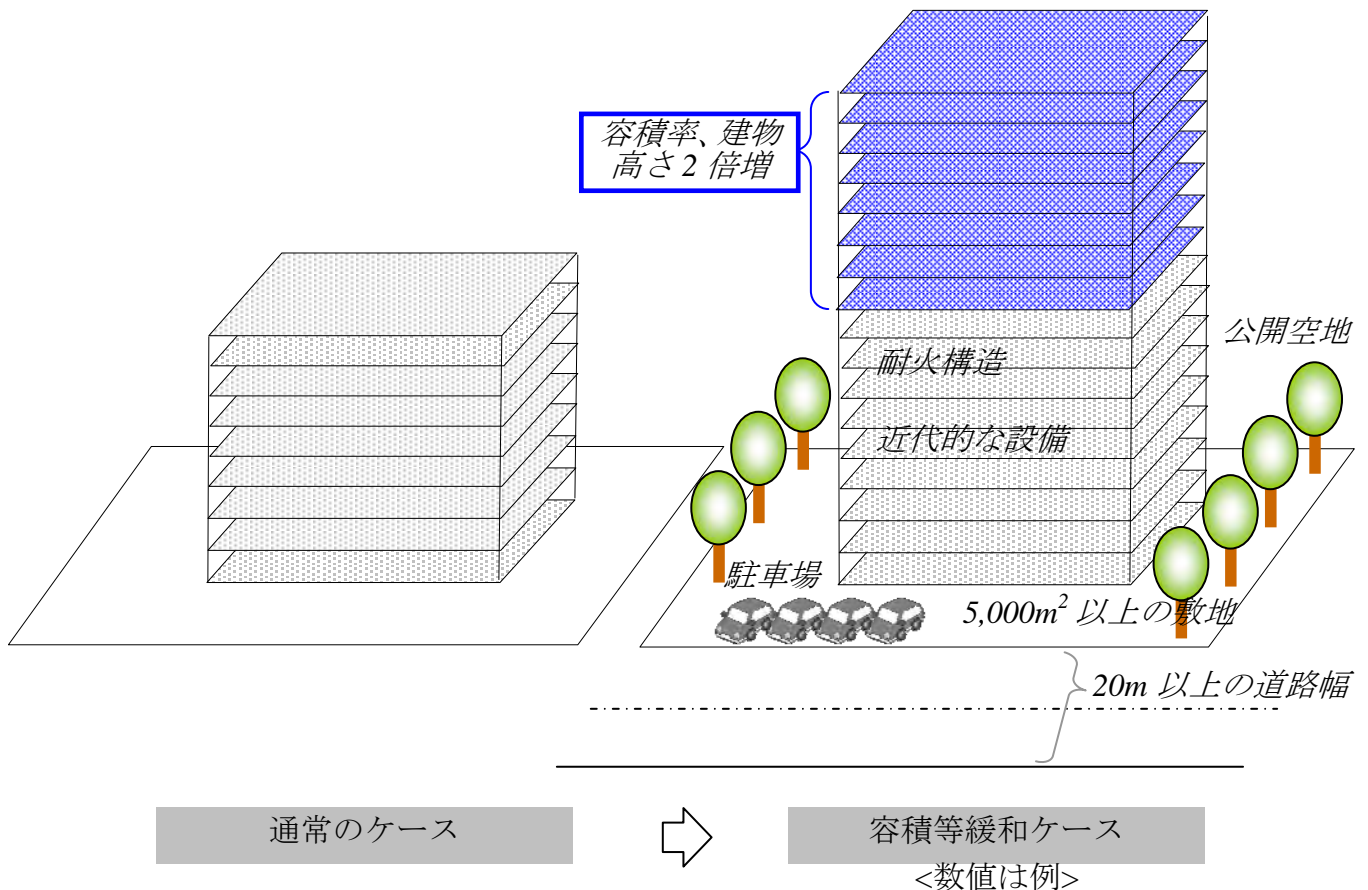 容積率、建物
高さ 2 倍増
公開空地
耐火構造
近代的な設備
駐車場
5,000m² 以上の敷地
20m 以上の道路幅
通常のケース
容積等緩和ケース
<数値は例>